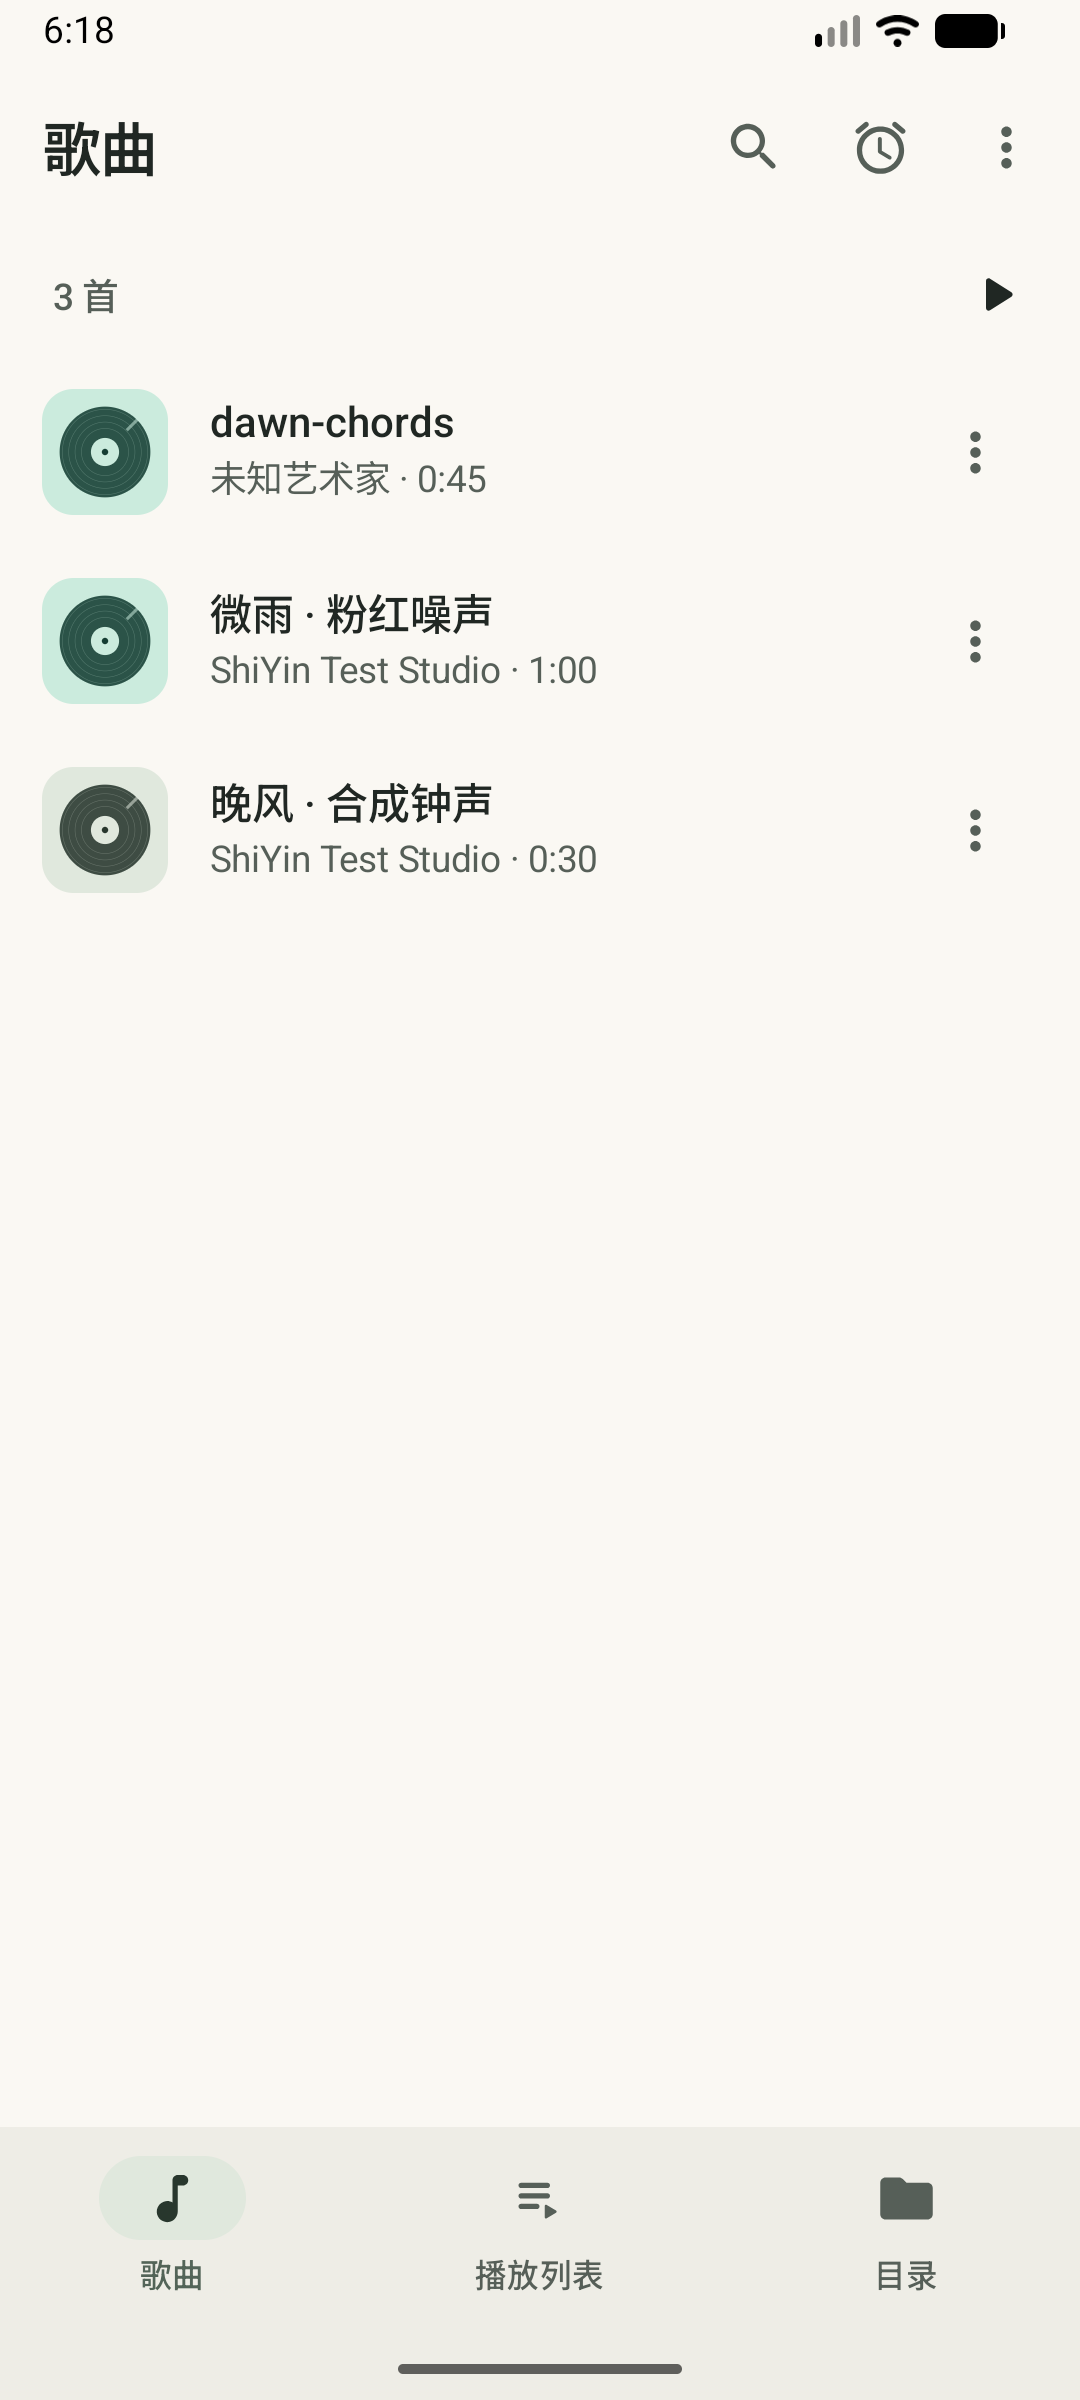 6:18
歌曲
3 首
dawn-chords
未知艺术家 · 0:45
微雨 · 粉红噪声
ShiYin Test Studio · 1:00
晚风 · 合成钟声
ShiYin Test Studio · 0:30
歌曲
播放列表
目录